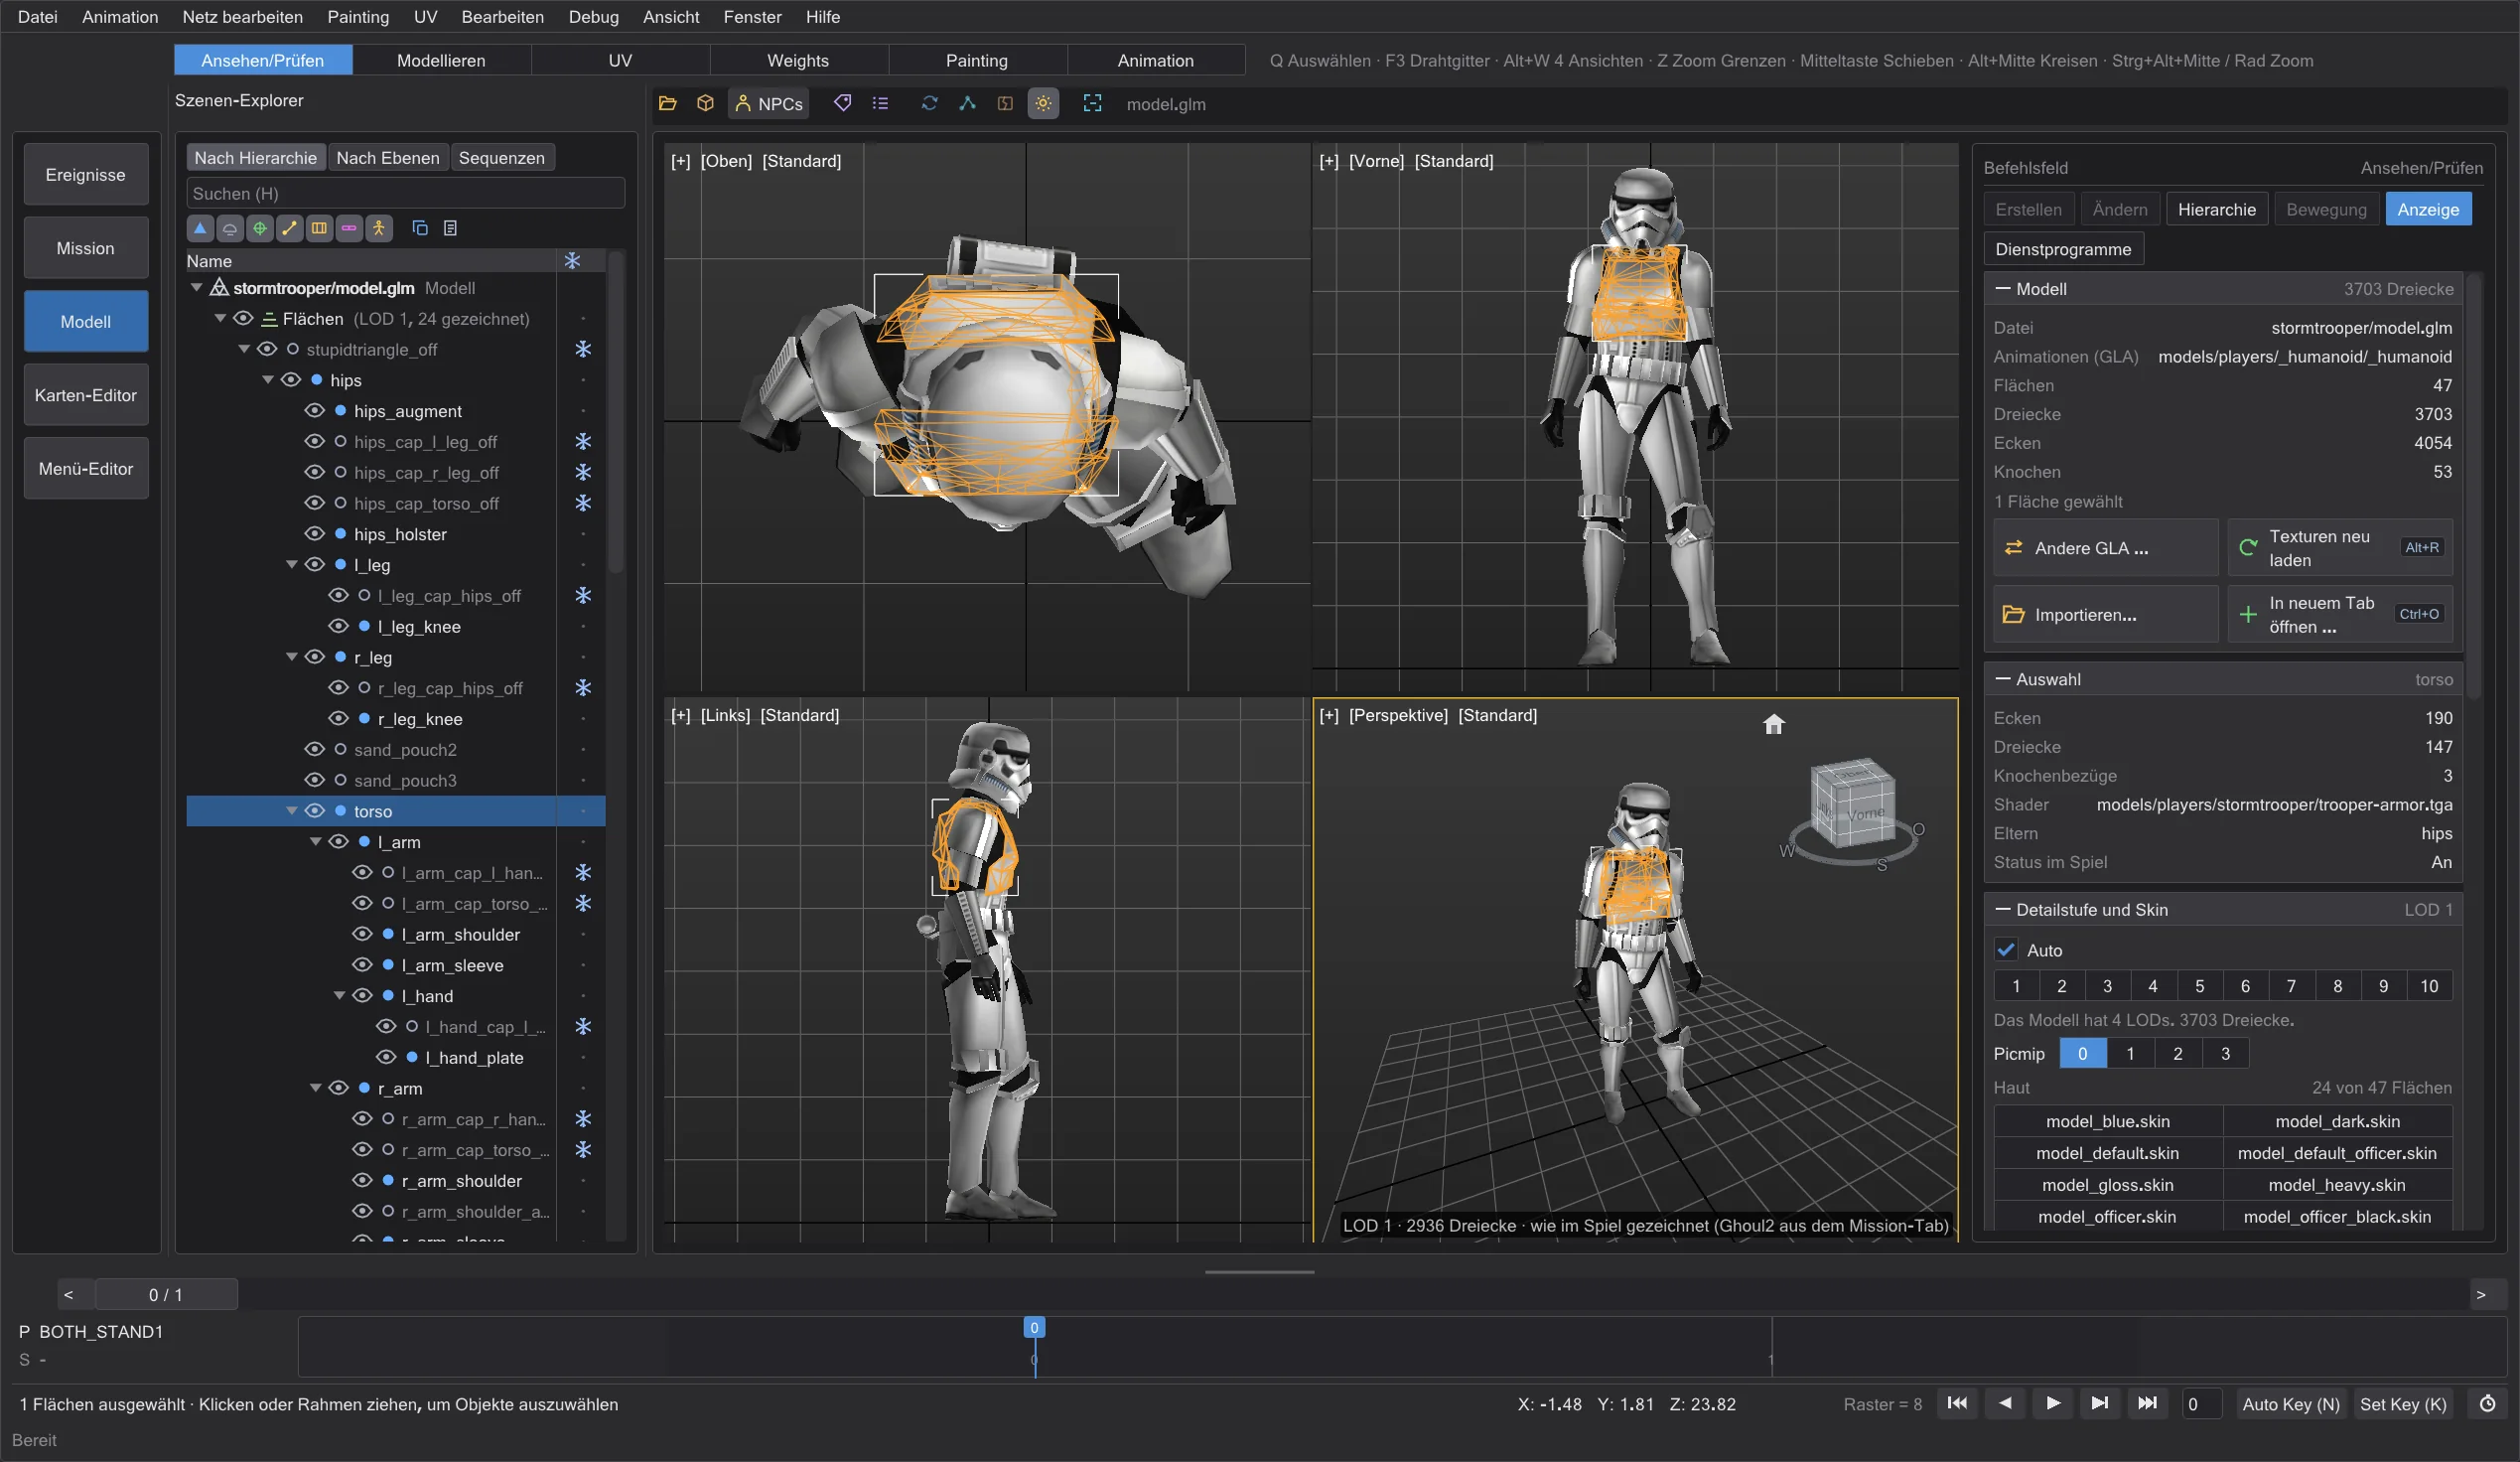 Datei Animation Netz bearbeiten Painting UV Bearbeiten Debug Ansicht Fenster Hilfe
Ansehen/Prüfen Modellieren UV Weights Painting Animation Q Auswählen · F3 Drahtgitter · Alt+W 4 Ansichten · Z Zoom Grenzen · Mitteltaste Schieben · Alt+Mitte Kreisen · Strg+Alt+Mitte / Rad Zoom
Szenen-Explorer
NPCs model.glm
Ereignisse
Mission
Modell
Karten-Editor
Menü-Editor
Nach Hierarchie Nach Ebenen Sequenzen
Suchen (H)
Name
stormtrooper/model.glm Modell
Flächen (LOD 1, 24 gezeichnet)
stupidtriangle_off
hips
hips_augment
hips_cap_l_leg_off
hips_cap_r_leg_off
hips_cap_torso_off
hips_holster
l_leg
l_leg_cap_hips_off
l_leg_knee
r_leg
r_leg_cap_hips_off
r_leg_knee
sand_pouch2
sand_pouch3
torso
l_arm
l_arm_cap_l_han...
l_arm_cap_torso_...
l_arm_shoulder
l_arm_sleeve
l_hand
l_hand_cap_l_...
l_hand_plate
r_arm
r_arm_cap_r_han...
r_arm_cap_torso_...
r_arm_shoulder
r_arm_shoulder_a...
[+] [Oben] [Standard]
[+] [Vorne] [Standard]
[+] [Links] [Standard]
[+] [Perspektive] [Standard]
Vorne
W
S
O
LOD 1 · 2936 Dreiecke · wie im Spiel gezeichnet (Ghoul2 aus dem Mission-Tab)
Befehlsfeld Ansehen/Prüfen
Erstellen Ändern Hierarchie Bewegung Anzeige
Dienstprogramme
Modell 3703 Dreiecke
Datei stormtrooper/model.glm
Animationen (GLA) models/players/_humanoid/_humanoid
Flächen 47
Dreiecke 3703
Ecken 4054
Knochen 53
1 Fläche gewählt
Andere GLA ...
Texturen neu laden Alt+R
Importieren...
In neuem Tab öffnen ... Ctrl+O
Auswahl torso
Ecken 190
Dreiecke 147
Knochenbezüge 3
Shader models/players/stormtrooper/trooper-armor.tga
Eltern hips
Status im Spiel An
Detailstufe und Skin LOD 1
Auto
1 2 3 4 5 6 7 8 9 10
Das Modell hat 4 LODs. 3703 Dreiecke.
Picmip 0 1 2 3
Haut 24 von 47 Flächen
model_blue.skin model_dark.skin
model_default.skin model_default_officer.skin
model_gloss.skin model_heavy.skin
model_officer.skin model_officer_black.skin
< 0 / 1 >
P BOTH_STAND1
S -
0
0 1
1 Flächen ausgewählt · Klicken oder Rahmen ziehen, um Objekte auszuwählen X: -1.48 Y: 1.81 Z: 23.82 Raster = 8 0 Auto Key (N) Set Key (K)
Bereit